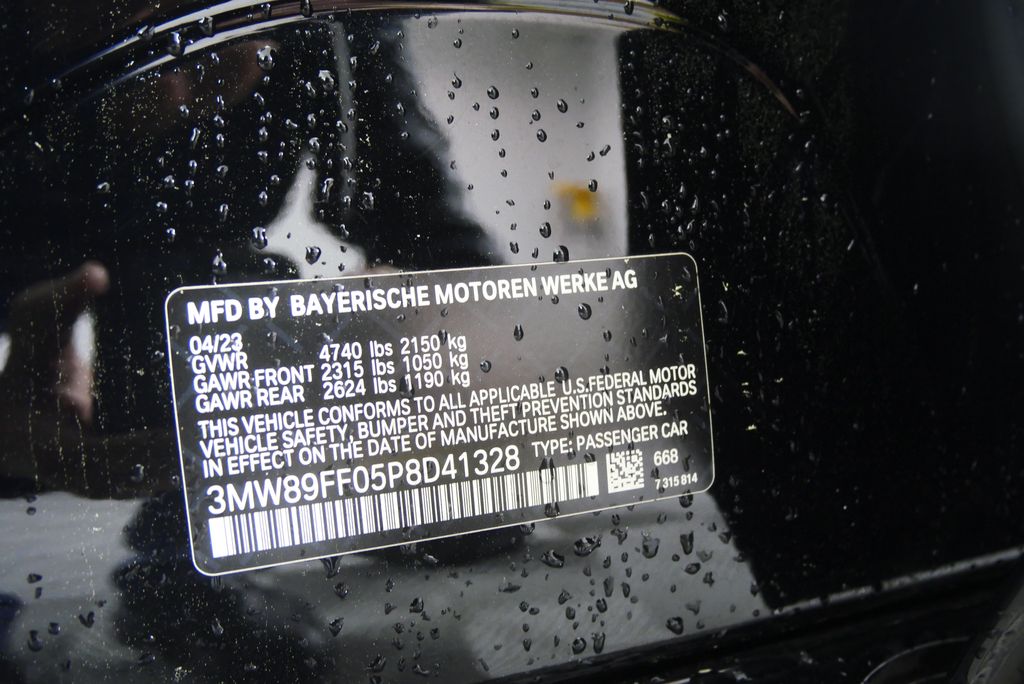 MFD BY BAYERISCHE MOTOREN WERKE AG
04/23
GVWR 4740 lbs 2150 kg
GAWR FRONT 2315 lbs 1050 kg
GAWR REAR 2624 lbs 1190 kg
THIS VEHICLE CONFORMS TO ALL APPLICABLE U.S.FEDERAL MOTOR
VEHICLE SAFETY, BUMPER AND THEFT PREVENTION STANDARDS
IN EFFECT ON THE DATE OF MANUFACTURE SHOWN ABOVE.
3MW89FF05P8D41328 TYPE: PASSENGER CAR
668
7 315 814